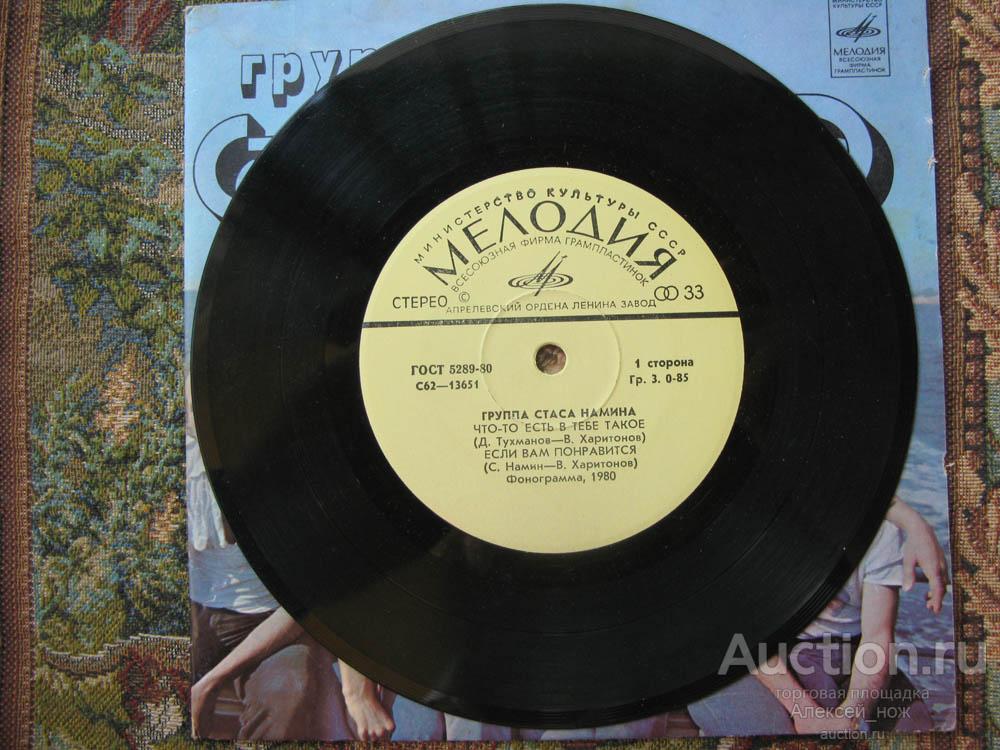 МИНИСТЕРСТВО
КУЛЬТУРЫ СССР
МЕЛОДИЯ
ВСЕСОЮЗНАЯ
ФИРМА
ГРАМПЛАСТИНОК
груп
МИНИСТЕРСТВО КУЛЬТУРЫ СССР
МЕЛОДИЯ
ВСЕСОЮЗНАЯ ФИРМА ГРАМПЛАСТИНОК
©
СТЕРЕО
33
АПРЕЛЕВСКИЙ ОРДЕНА ЛЕНИНА ЗАВОД
ГОСТ 5289-80
С62—13651
1 сторона
Гр. 3. 0-85
ГРУППА СТАСА НАМИНА
ЧТО-ТО ЕСТЬ В ТЕБЕ ТАКОЕ
(Д. Тухманов—В. Харитонов)
ЕСЛИ ВАМ ПОНРАВИТСЯ
(С. Намин—В. Харитонов)
Фонограмма, 1980
Auction.ru
торговая площадка
Алексей_нож
auction.ru